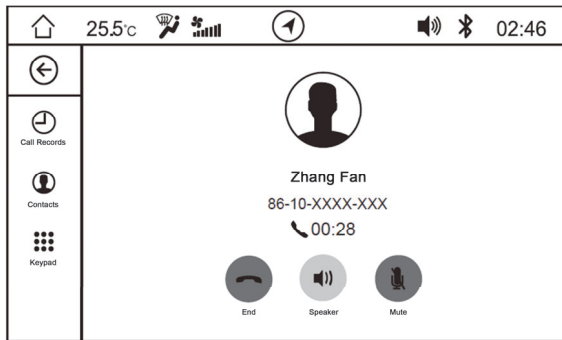 25.5°C 02:46
Call Records
Contacts
Keypad
Zhang Fan
86-10-XXXX-XXX
00:28
End Speaker Mute